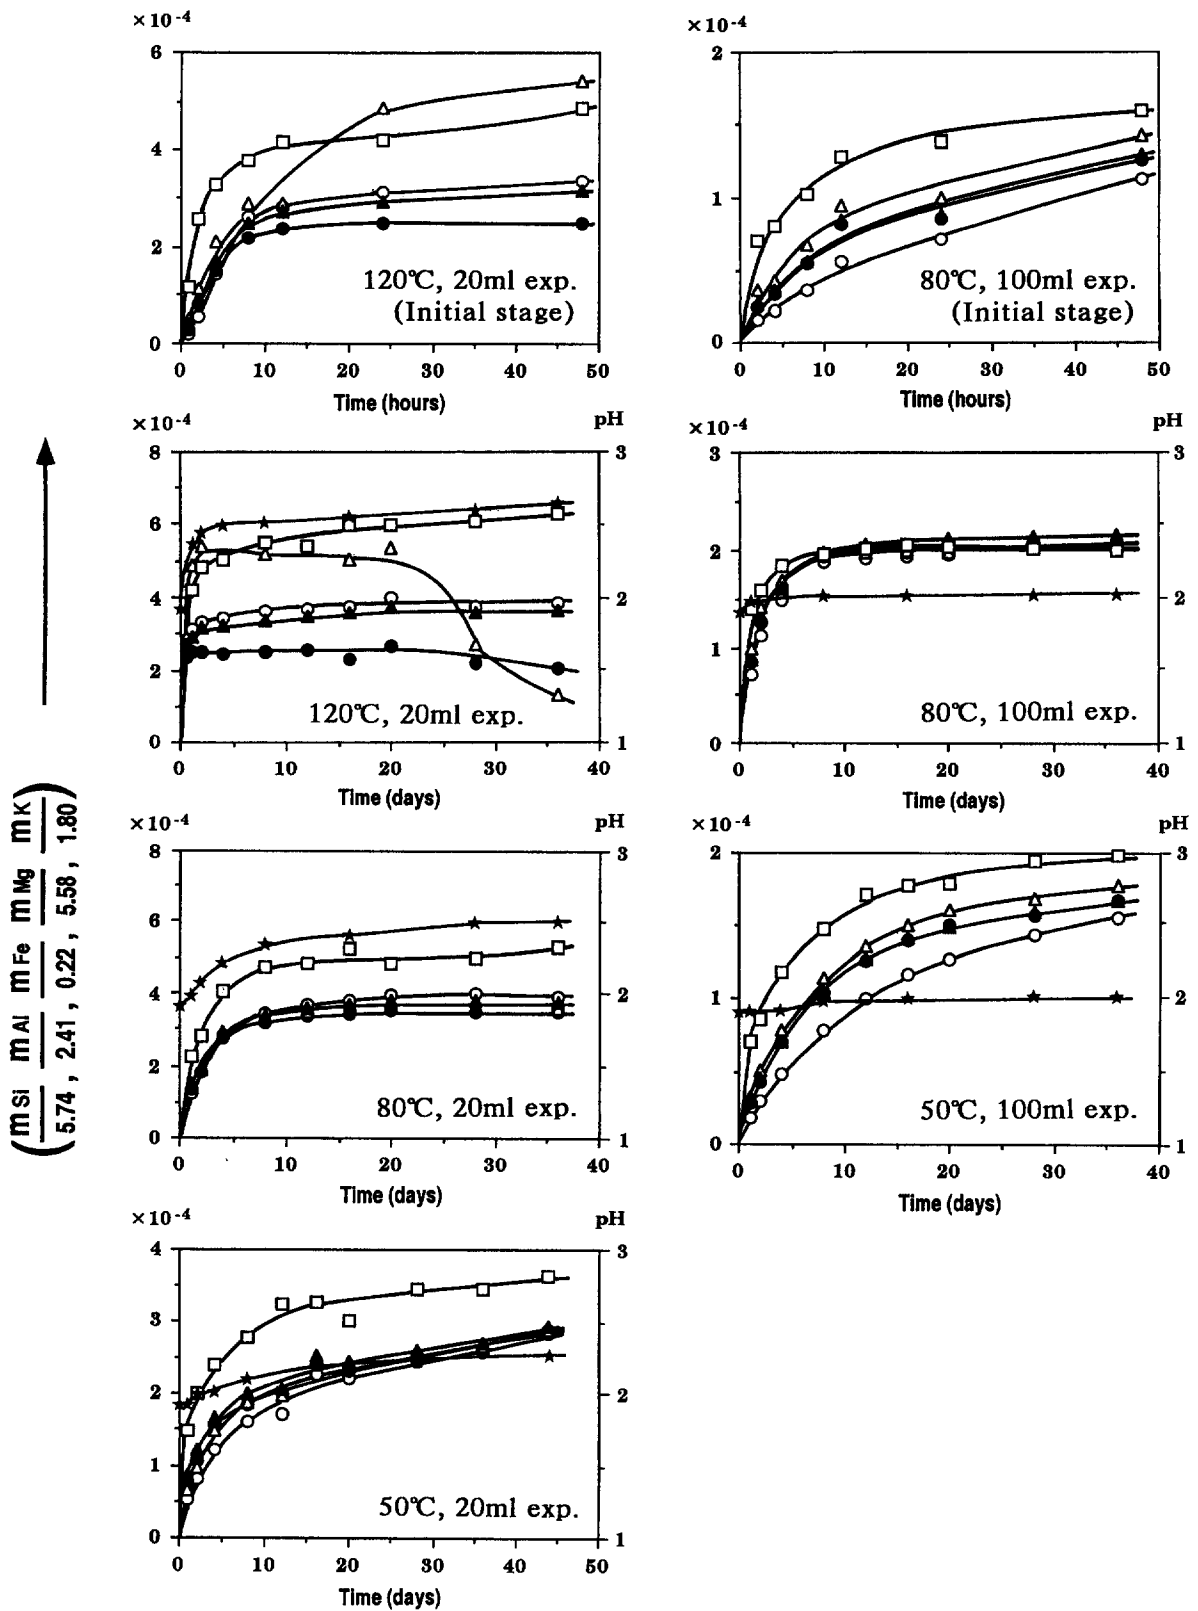 ×10⁻⁴
6
4
2
0
0 10 20 30 40 50
120℃, 20ml exp.
(Initial stage)
Time (hours)
×10⁻⁴
2
1
0
0 10 20 30 40 50
80℃, 100ml exp.
(Initial stage)
Time (hours)
×10⁻⁴ pH
8 3
6
4 2
2
0 1
0 10 20 30 40
120℃, 20ml exp.
Time (days)
×10⁻⁴ pH
3 3
2 2
1
0 1
0 10 20 30 40
80℃, 100ml exp.
Time (days)
(m Si / 5.74 , m Al / 2.41 , m Fe / 0.22 , m Mg / 5.58 , m K / 1.80)
×10⁻⁴ pH
8 3
6
4 2
2
0 1
0 10 20 30 40
80℃, 20ml exp.
Time (days)
×10⁻⁴ pH
2 3
1 2
0 1
0 10 20 30 40
50℃, 100ml exp.
Time (days)
×10⁻⁴ pH
4 3
3
2 2
1
0 1
0 10 20 30 40 50
50℃, 20ml exp.
Time (days)